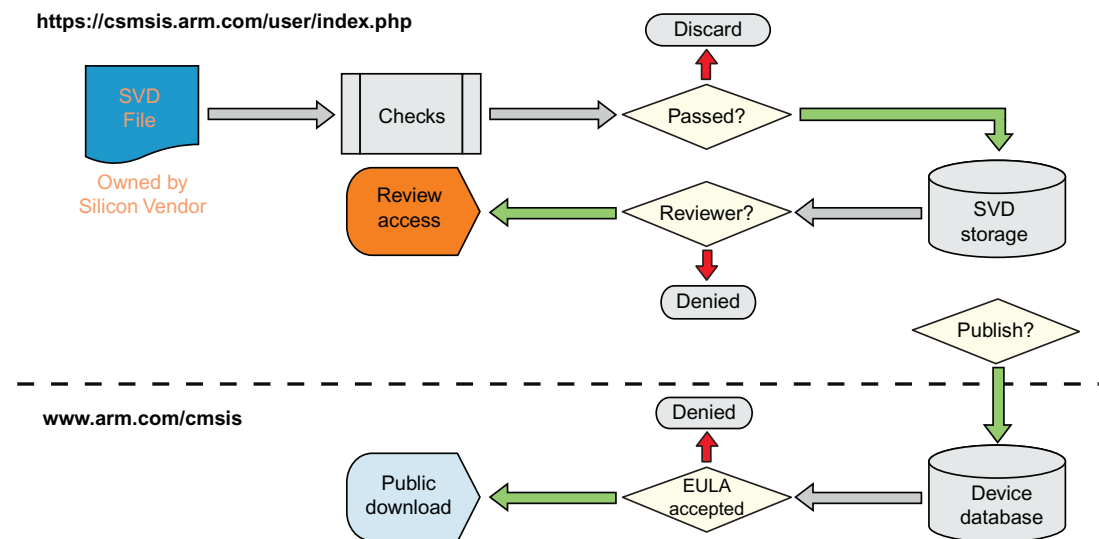 https://csmsis.arm.com/user/index.php
Discard
SVD
File
Checks
Passed?
Owned by
Silicon Vendor
Review
access
Reviewer?
SVD
storage
Denied
Publish?
www.arm.com/cmsis
Denied
Public
download
EULA
accepted
Device
database